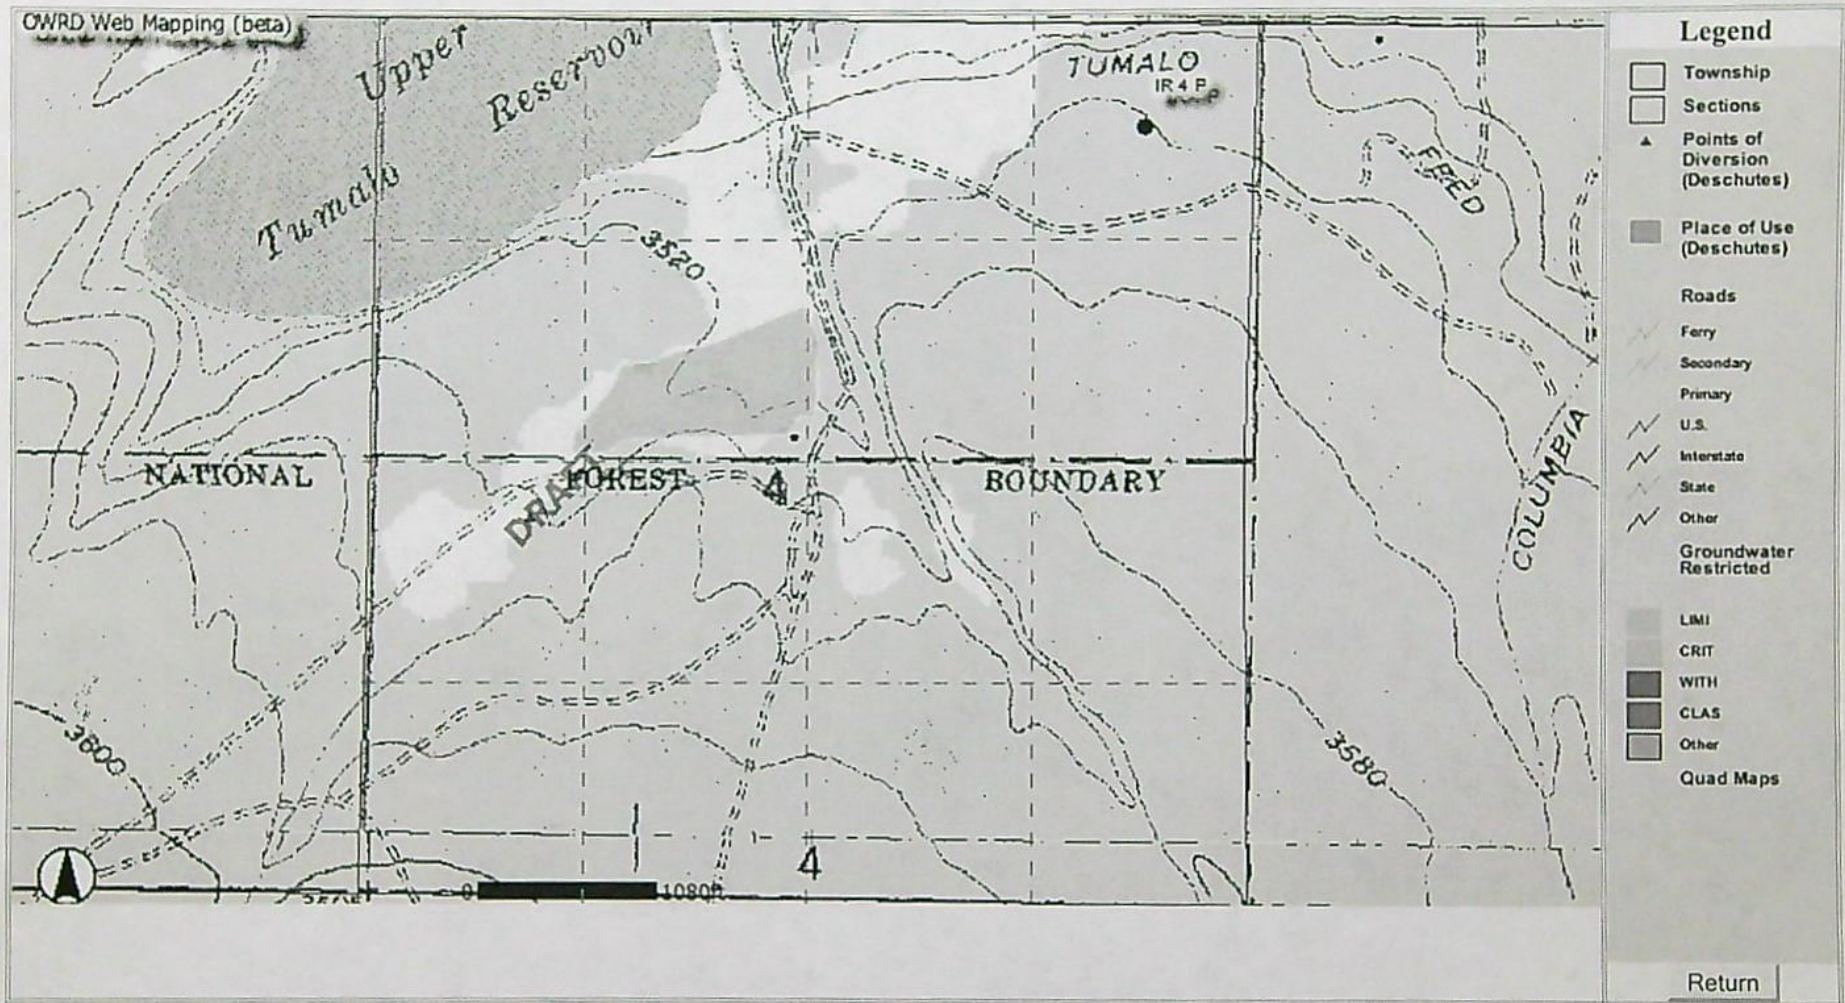 OWRD Web Mapping (beta)
Upper
Tumalo
Reservoir
TUMALO
IR 4 P
FEED
3520
NATIONAL
FOREST
BOUNDARY
DRAFT
4
COLUMBIA
3600
3580
4
0
1080ft
Legend
Township
Sections
Points of
Diversion
(Deschutes)
Place of Use
(Deschutes)
Roads
Ferry
Secondary
Primary
U.S.
Interstate
State
Other
Groundwater
Restricted
LIMI
CRIT
WITH
CLAS
Other
Quad Maps
Return